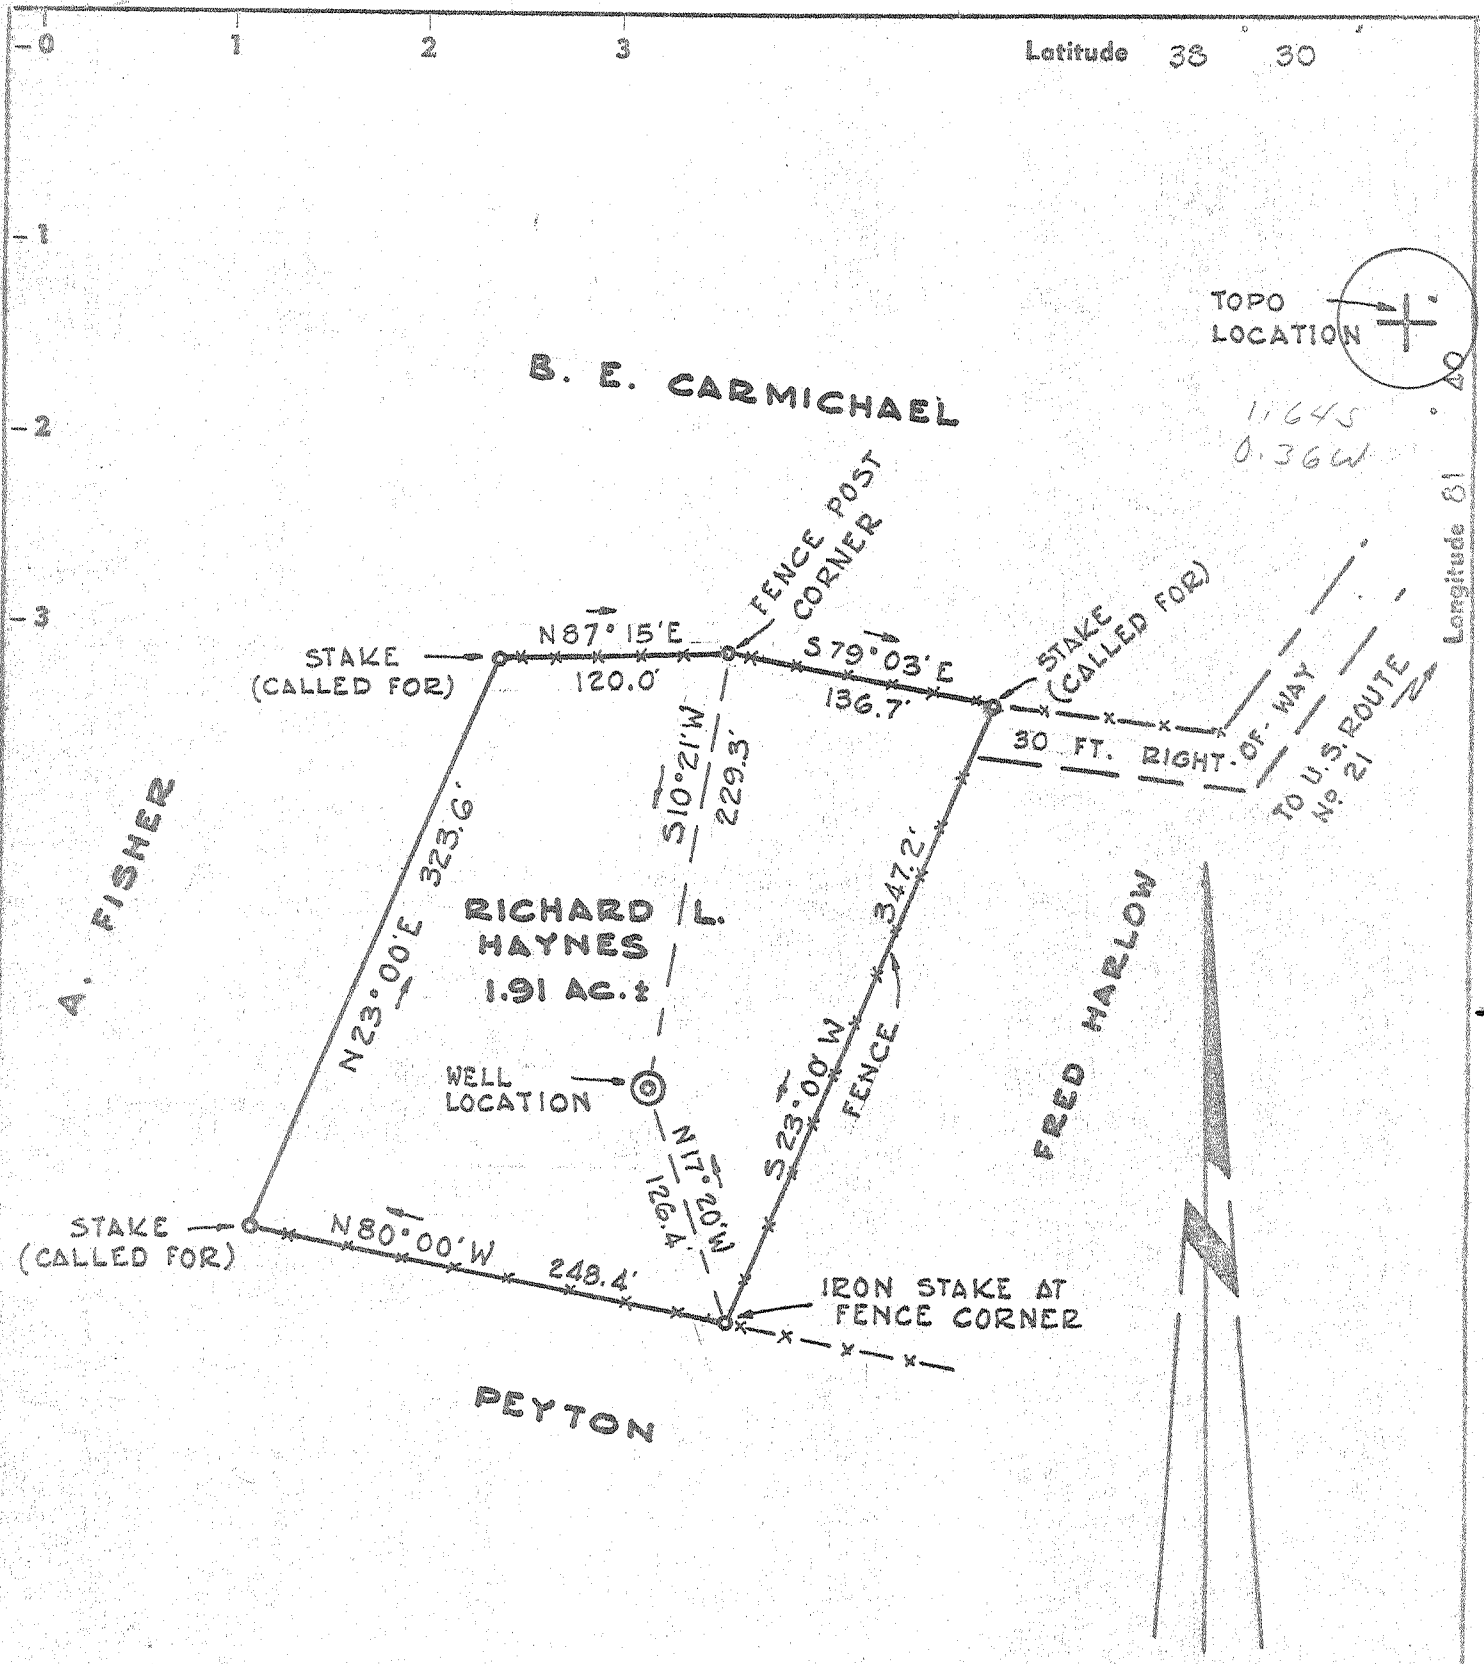 -0 1 2 3 Latitude 38° 30'
-1
TOPO
LOCATION
B. E. CARMICHAEL
-2
1.64S
0.36W
Longitude 81° 40
FENCE POST
CORNER
-3
N87°15'E
120.0'
STAKE
(CALLED FOR)
S79°03'E
136.7'
STAKE
(CALLED FOR)
30 FT. RIGHT-OF-WAY
TO U.S. ROUTE
No. 21
S10°21'W
229.3'
A. FISHER
N23°00'E 323.6'
RICHARD L.
HAYNES
1.91 AC.±
347.2'
S23°00'W
FENCE
FRED HARLOW
WELL
LOCATION
N17°20'W
126.4'
STAKE
(CALLED FOR)
N80°00'W
248.4'
IRON STAKE AT
FENCE CORNER
N
PEYTON